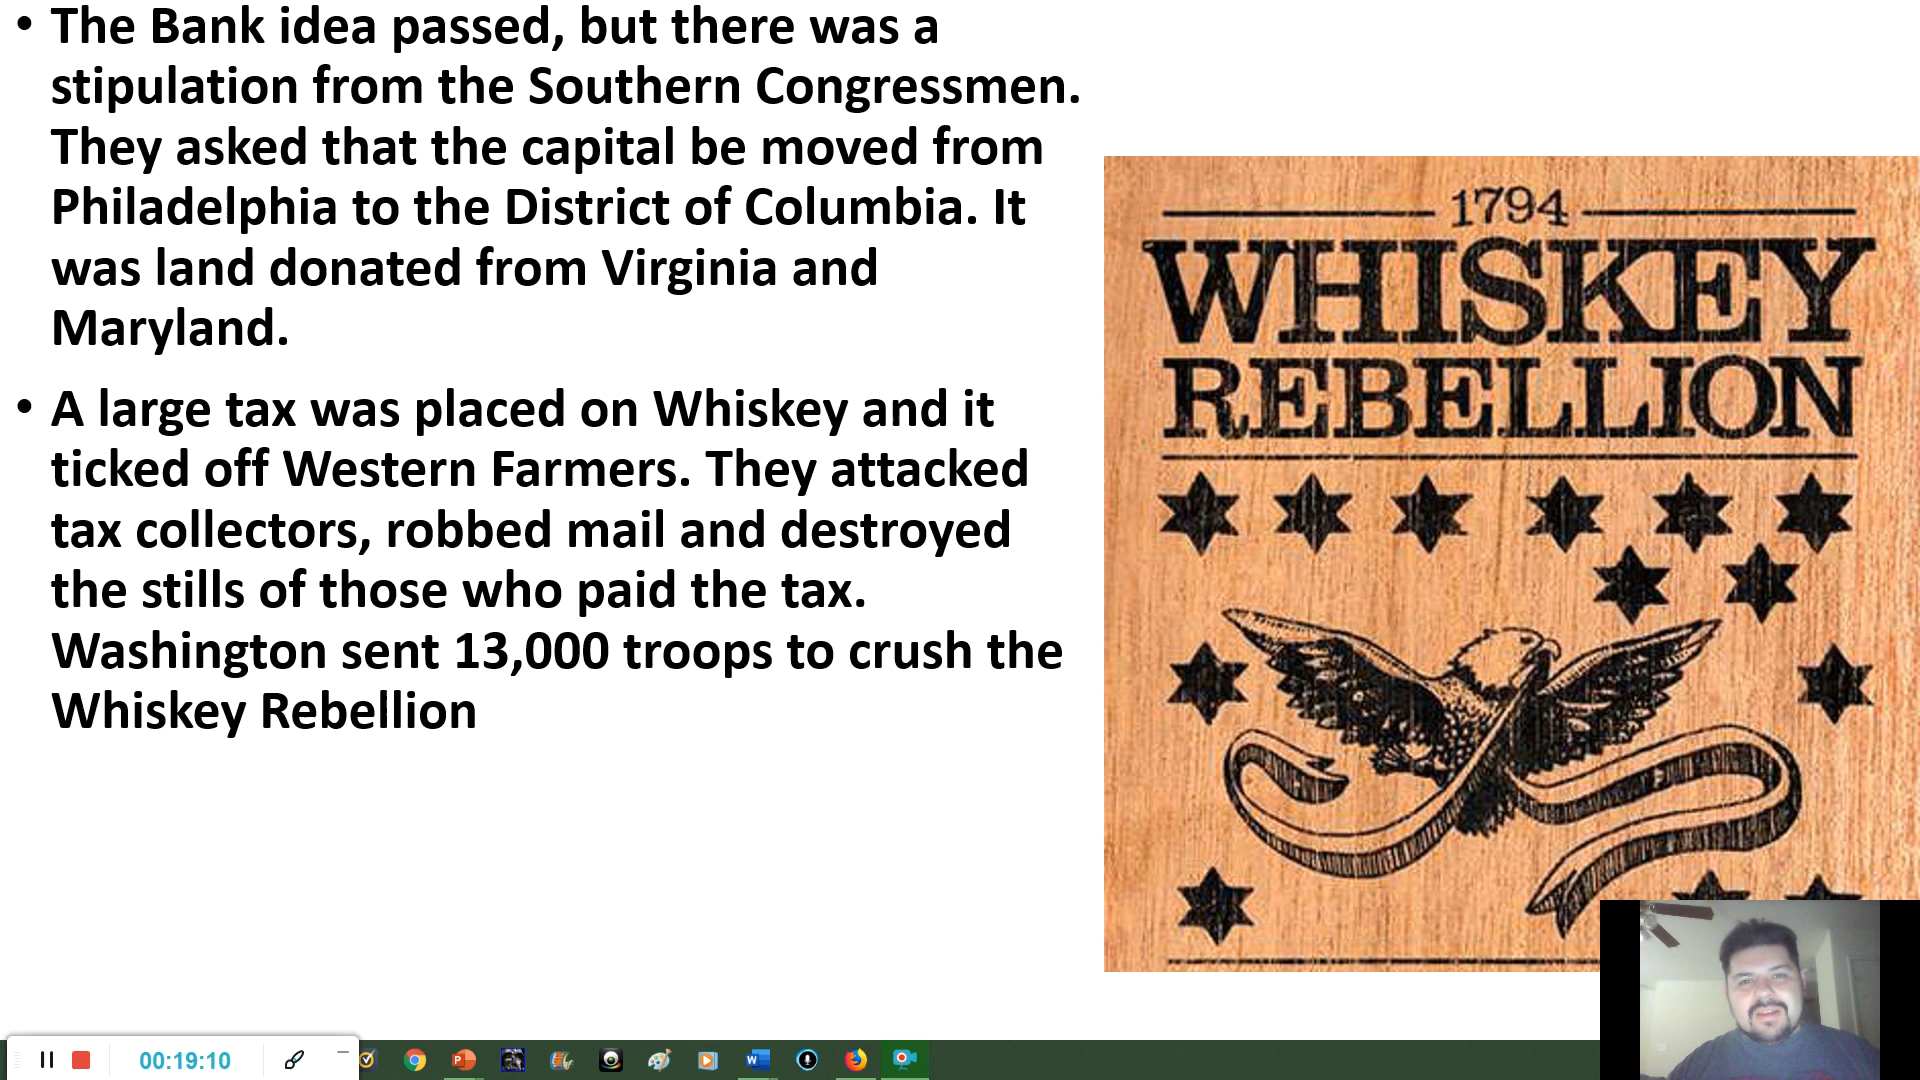 • The Bank idea passed, but there was a
stipulation from the Southern Congressmen.
They asked that the capital be moved from
Philadelphia to the District of Columbia. It
was land donated from Virginia and
Maryland.
• A large tax was placed on Whiskey and it
ticked off Western Farmers. They attacked
tax collectors, robbed mail and destroyed
the stills of those who paid the tax.
Washington sent 13,000 troops to crush the
Whiskey Rebellion
1794
WHISKEY
REBELLION
00:19:10